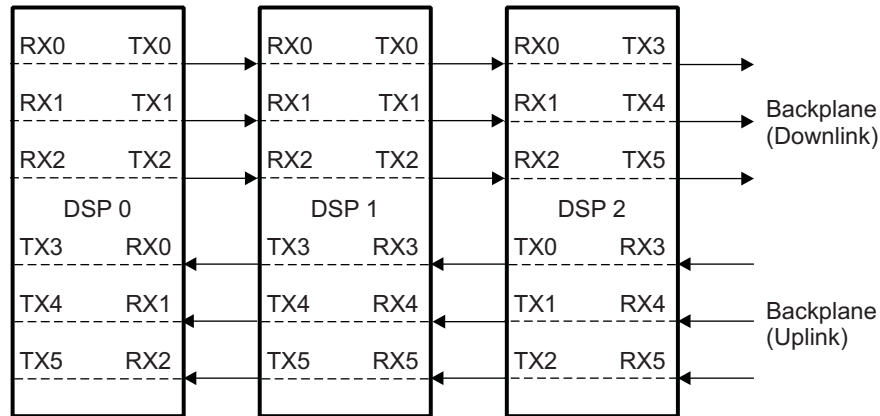 RX0 TX0 RX0 TX0 RX0 TX3
RX1 TX1 RX1 TX1 RX1 TX4
Backplane
(Downlink)
RX2 TX2 RX2 TX2 RX2 TX5
DSP 0 DSP 1 DSP 2
TX3 RX0 TX3 RX3 TX0 RX3
TX4 RX1 TX4 RX4 TX1 RX4
Backplane
(Uplink)
TX5 RX2 TX5 RX5 TX2 RX5